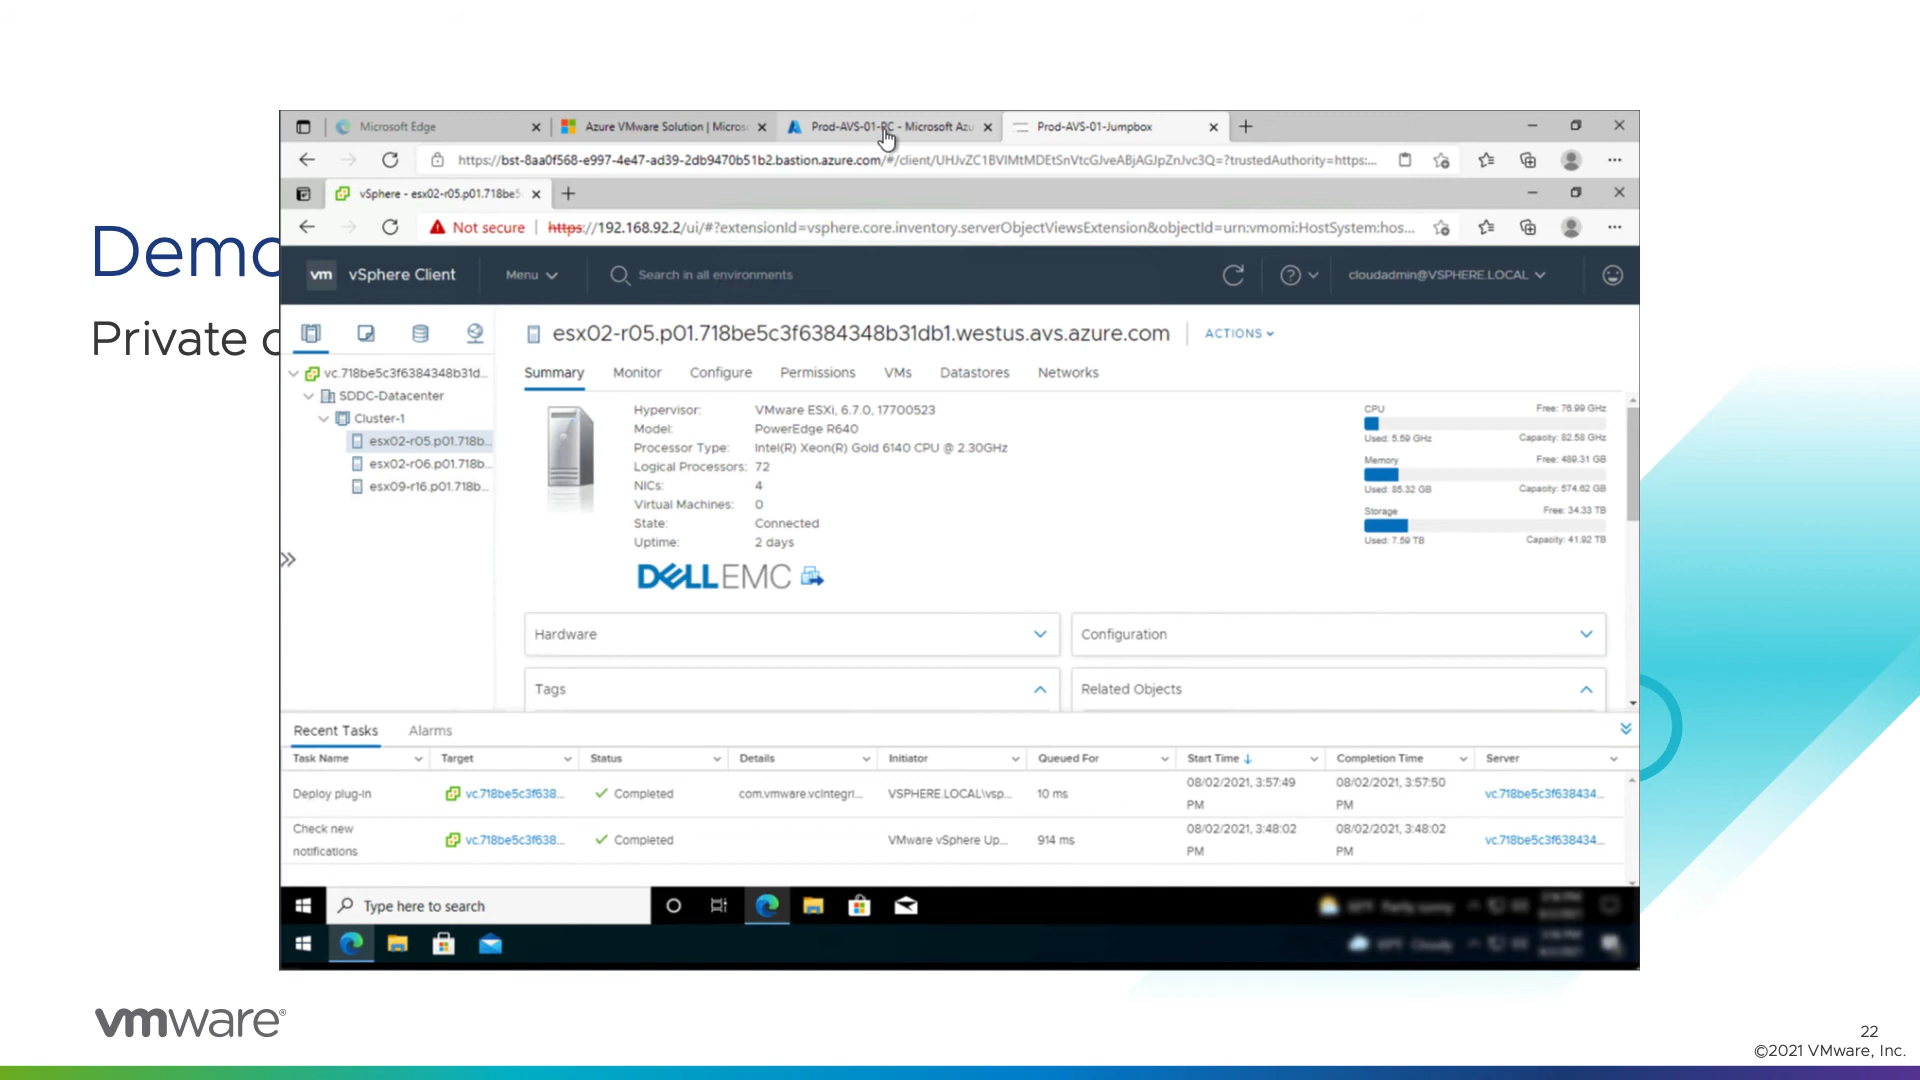 Demo
Private c
Microsoft Edge
Azure VMware Solution | Micros
Prod-AVS-01-PC - Microsoft Azu
Prod-AVS-01-Jumpbox
https://bst-8aa0f568-e997-4e47-ad39-2db9470b51b2.bastion.azure.com/#/client/UHJvZC1BVlMtMDEtSnVtcGJveABjAGJpZnJvc3Q=?trustedAuthority=https:...
vSphere - esx02-r05.p01.718be5
Not secure | https://192.168.92.2/ui/#?extensionId=vsphere.core.inventory.serverObjectViewsExtension&objectId=urn:vmomi:HostSystem:hos...
vm vSphere Client Menu Search in all environments cloudadmin@VSPHERE.LOCAL
esx02-r05.p01.718be5c3f6384348b31db1.westus.avs.azure.com ACTIONS
Summary Monitor Configure Permissions VMs Datastores Networks
vc.718be5c3f6384348b31d...
SDDC-Datacenter
Cluster-1
esx02-r05.p01.718b...
esx02-r06.p01.718b...
esx09-r16.p01.718b...
Hypervisor: VMware ESXi, 6.7.0, 17700523
Model: PowerEdge R640
Processor Type: Intel(R) Xeon(R) Gold 6140 CPU @ 2.30GHz
Logical Processors: 72
NICs: 4
Virtual Machines: 0
State: Connected
Uptime: 2 days
DELLEMC
CPU Free: 76.99 GHz
Used: 5.59 GHz Capacity: 82.58 GHz
Memory Free: 489.31 GB
Used: 85.32 GB Capacity: 574.62 GB
Storage Free: 34.33 TB
Used: 7.59 TB Capacity: 41.92 TB
Hardware
Configuration
Tags
Related Objects
Recent Tasks Alarms
Task Name Target Status Details Initiator Queued For Start Time Completion Time Server
Deploy plug-in vc.718be5c3f638... Completed com.vmware.vcIntegri... VSPHERE.LOCAL\vsp... 10 ms 08/02/2021, 3:57:49 PM 08/02/2021, 3:57:50 PM vc.718be5c3f638434...
Check new notifications vc.718be5c3f638... Completed VMware vSphere Up... 914 ms 08/02/2021, 3:48:02 PM 08/02/2021, 3:48:02 PM vc.718be5c3f638434...
Type here to search
vmware®
22
©2021 VMware, Inc.